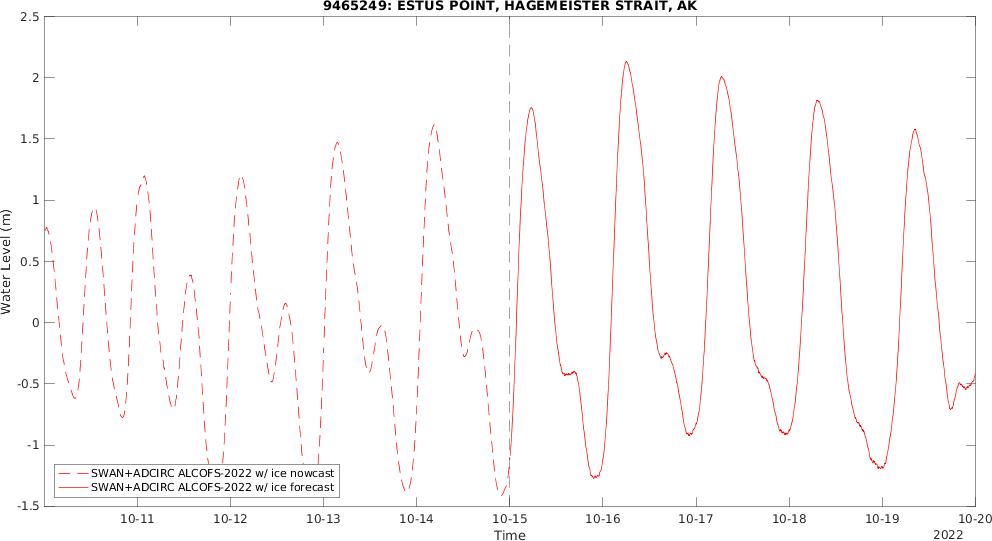 9465249: ESTUS POINT, HAGEMEISTER STRAIT, AK
2.5
2
1.5
1
0.5
0
-0.5
-1
-1.5
Water Level (m)
SWAN+ADCIRC ALCOFS-2022 w/ ice nowcast
SWAN+ADCIRC ALCOFS-2022 w/ ice forecast
10-11 10-12 10-13 10-14 10-15 10-16 10-17 10-18 10-19 10-20
Time
2022